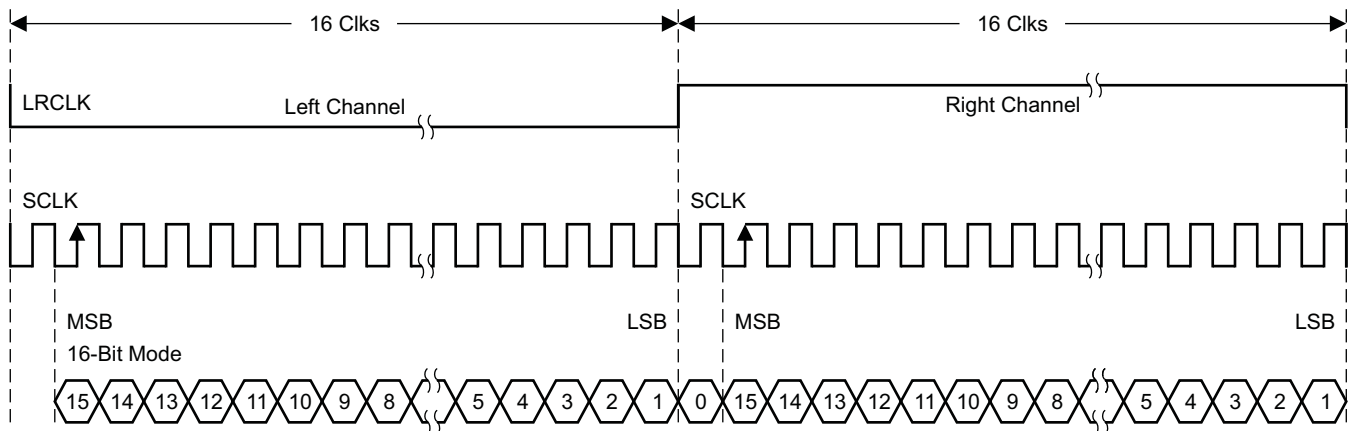 16 Clks 16 Clks
LRCLK Left Channel Right Channel
SCLK SCLK
MSB LSB MSB LSB
16-Bit Mode
15 14 13 12 11 10 9 8 5 4 3 2 1 0 15 14 13 12 11 10 9 8 5 4 3 2 1